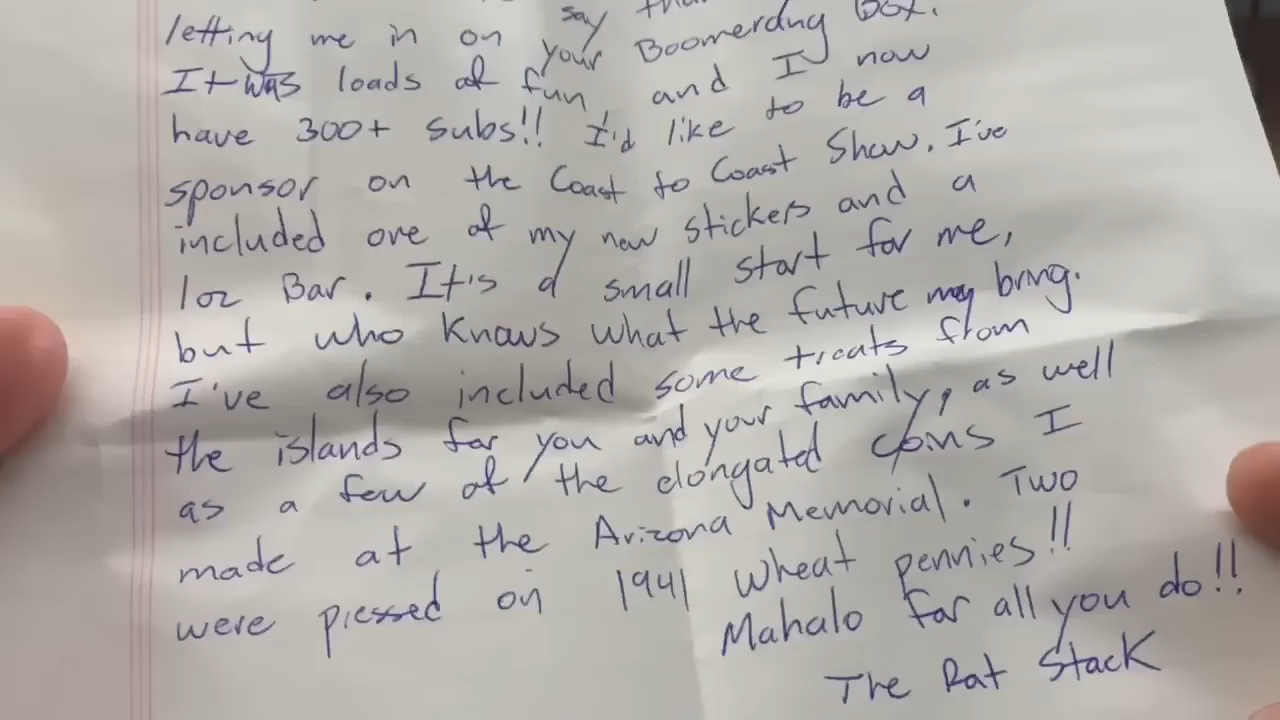 say than
letting me in on your Boomerang Box.
It was loads of fun, and I now
have 300+ subs!! I'd like to be a
sponsor on the Coast to Coast Show. I've
included one of my new stickers and a
1oz Bar. It's a small start for me,
but who knows what the future may bring.
I've also included some treats from
the islands for you and your family, as well
as a few of the elongated coins I
made at the Arizona Memorial. Two
were pressed on 1941 wheat pennies!!
Mahalo for all you do!!
The Rat Stack